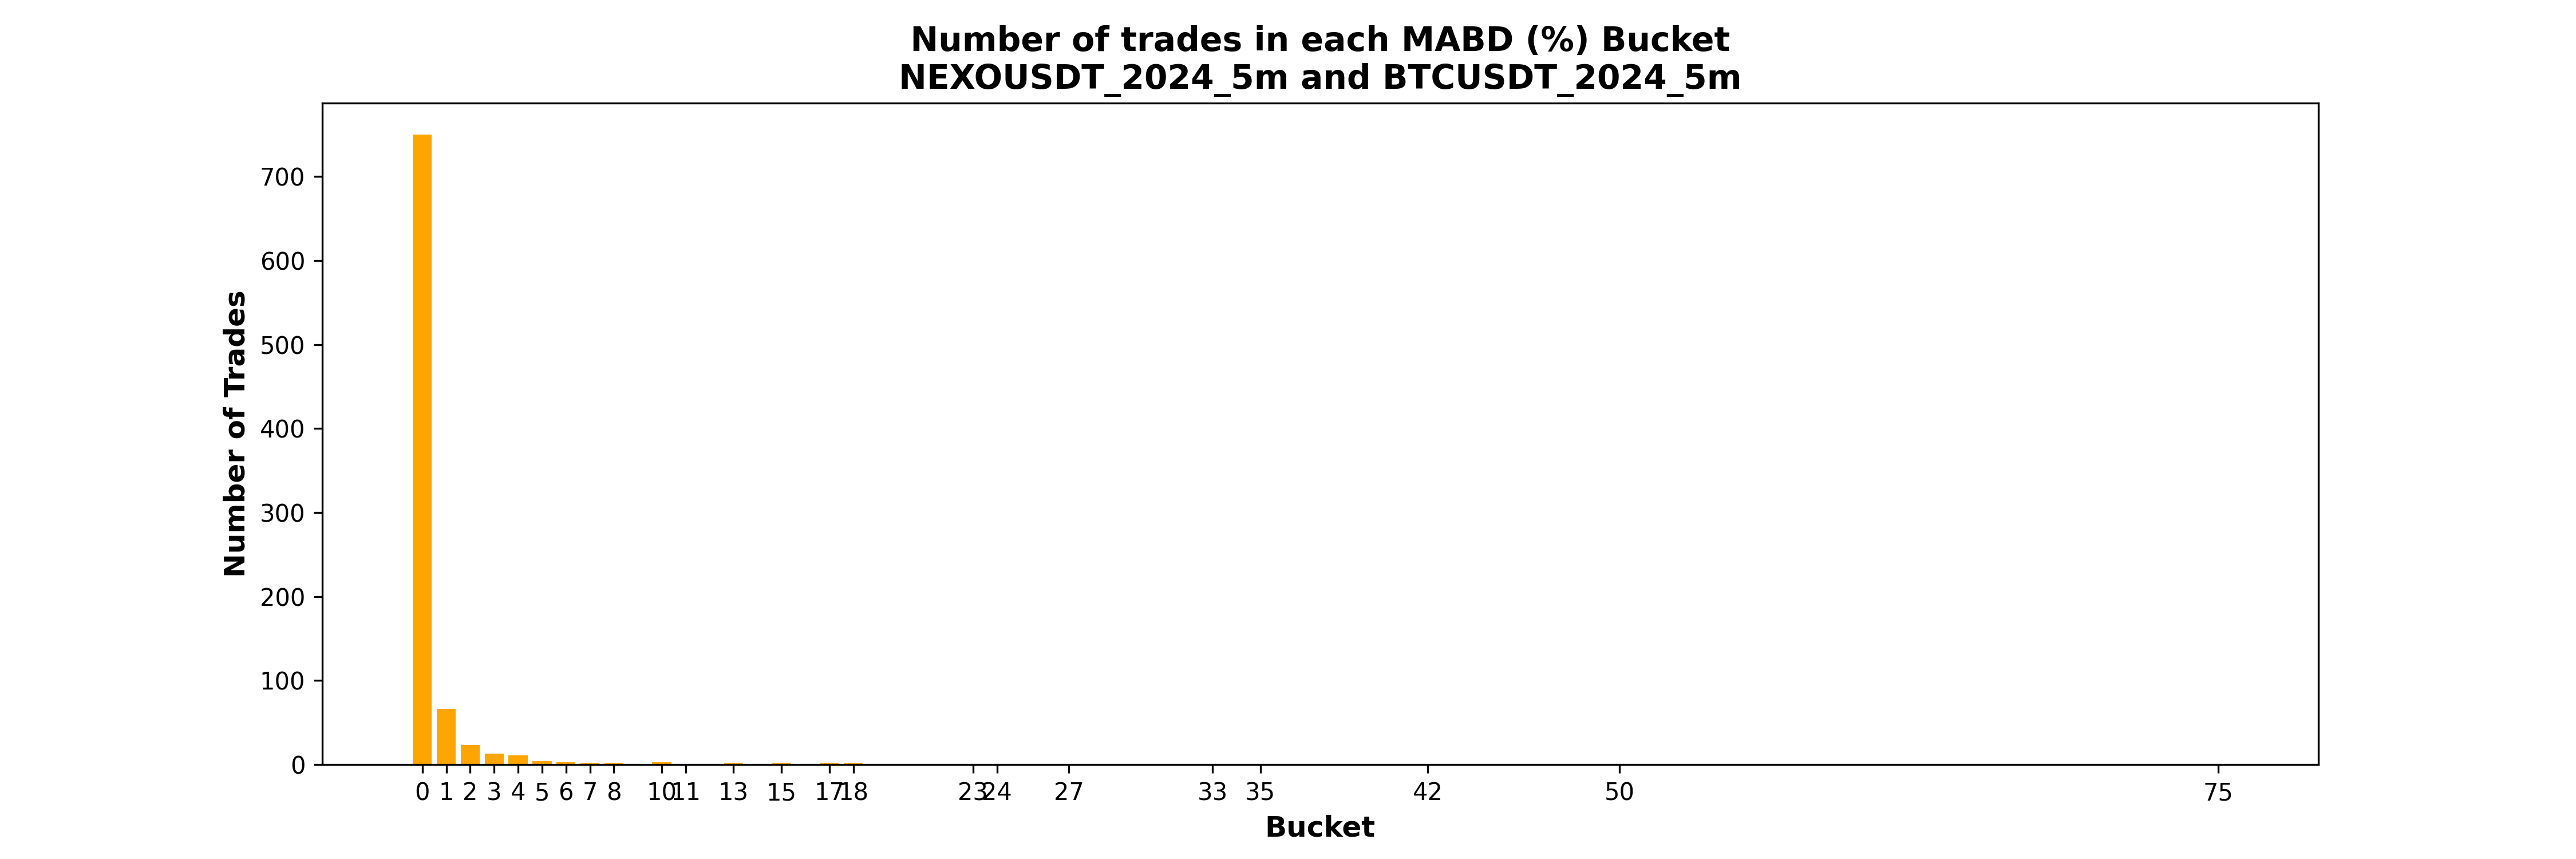 Number of trades in each MABD (%) Bucket
NEXOUSDT_2024_5m and BTCUSDT_2024_5m
Number of Trades
700
600
500
400
300
200
100
0
0 1 2 3 4 5 6 7 8 10 11 13 15 17 18 23 24 27 33 35 42 50 75
Bucket